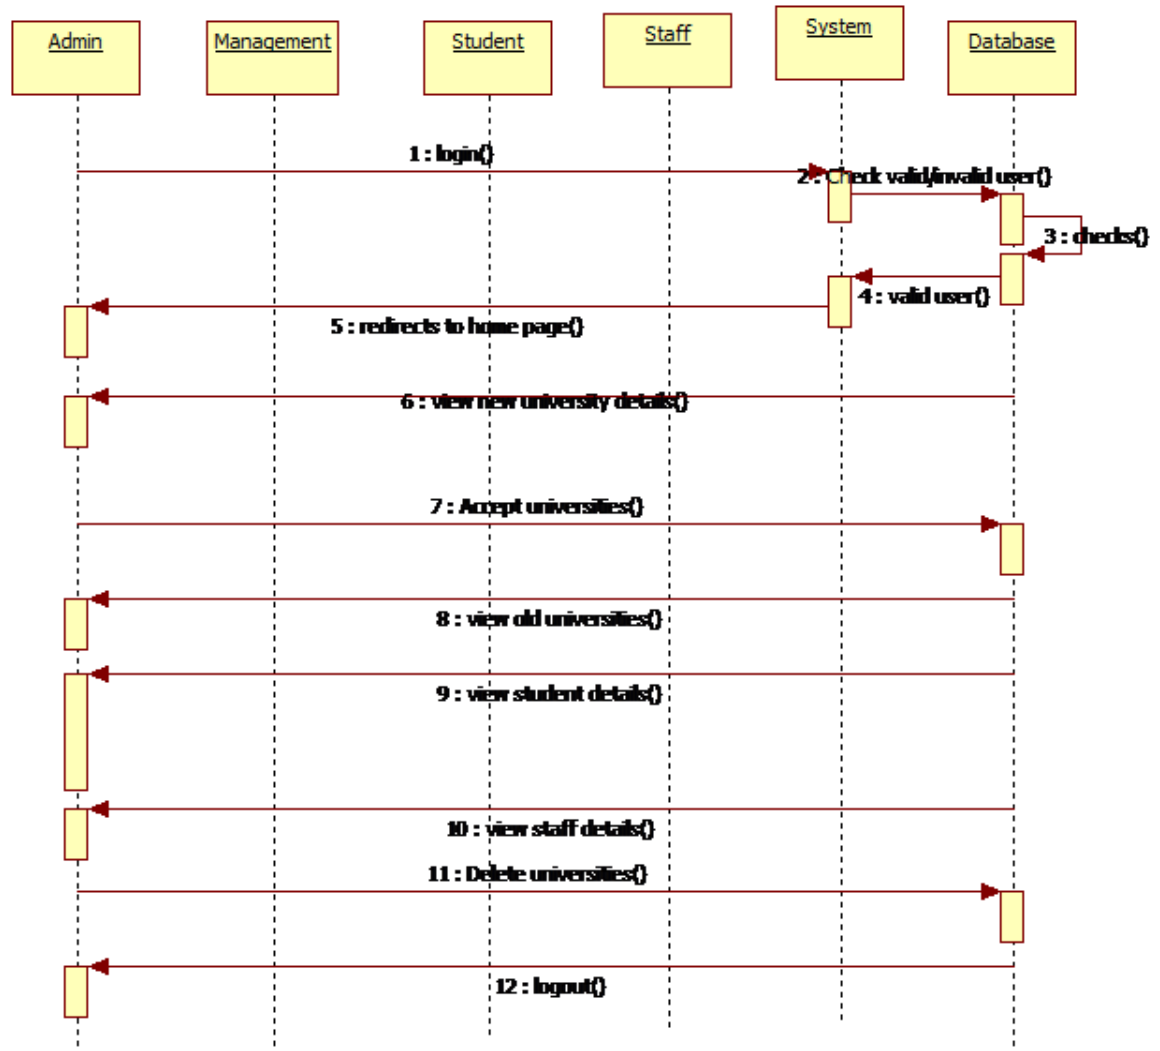 Admin
Management
Student
Staff
System
Database
1 : login()
2 : Check valid/invalid user()
3 : checks()
4 : valid user()
5 : redirects to home page()
6 : view new university details()
7 : Accept universities()
8 : view old universities()
9 : view student details()
10 : view staff details()
11 : Delete universities()
12 : logout()